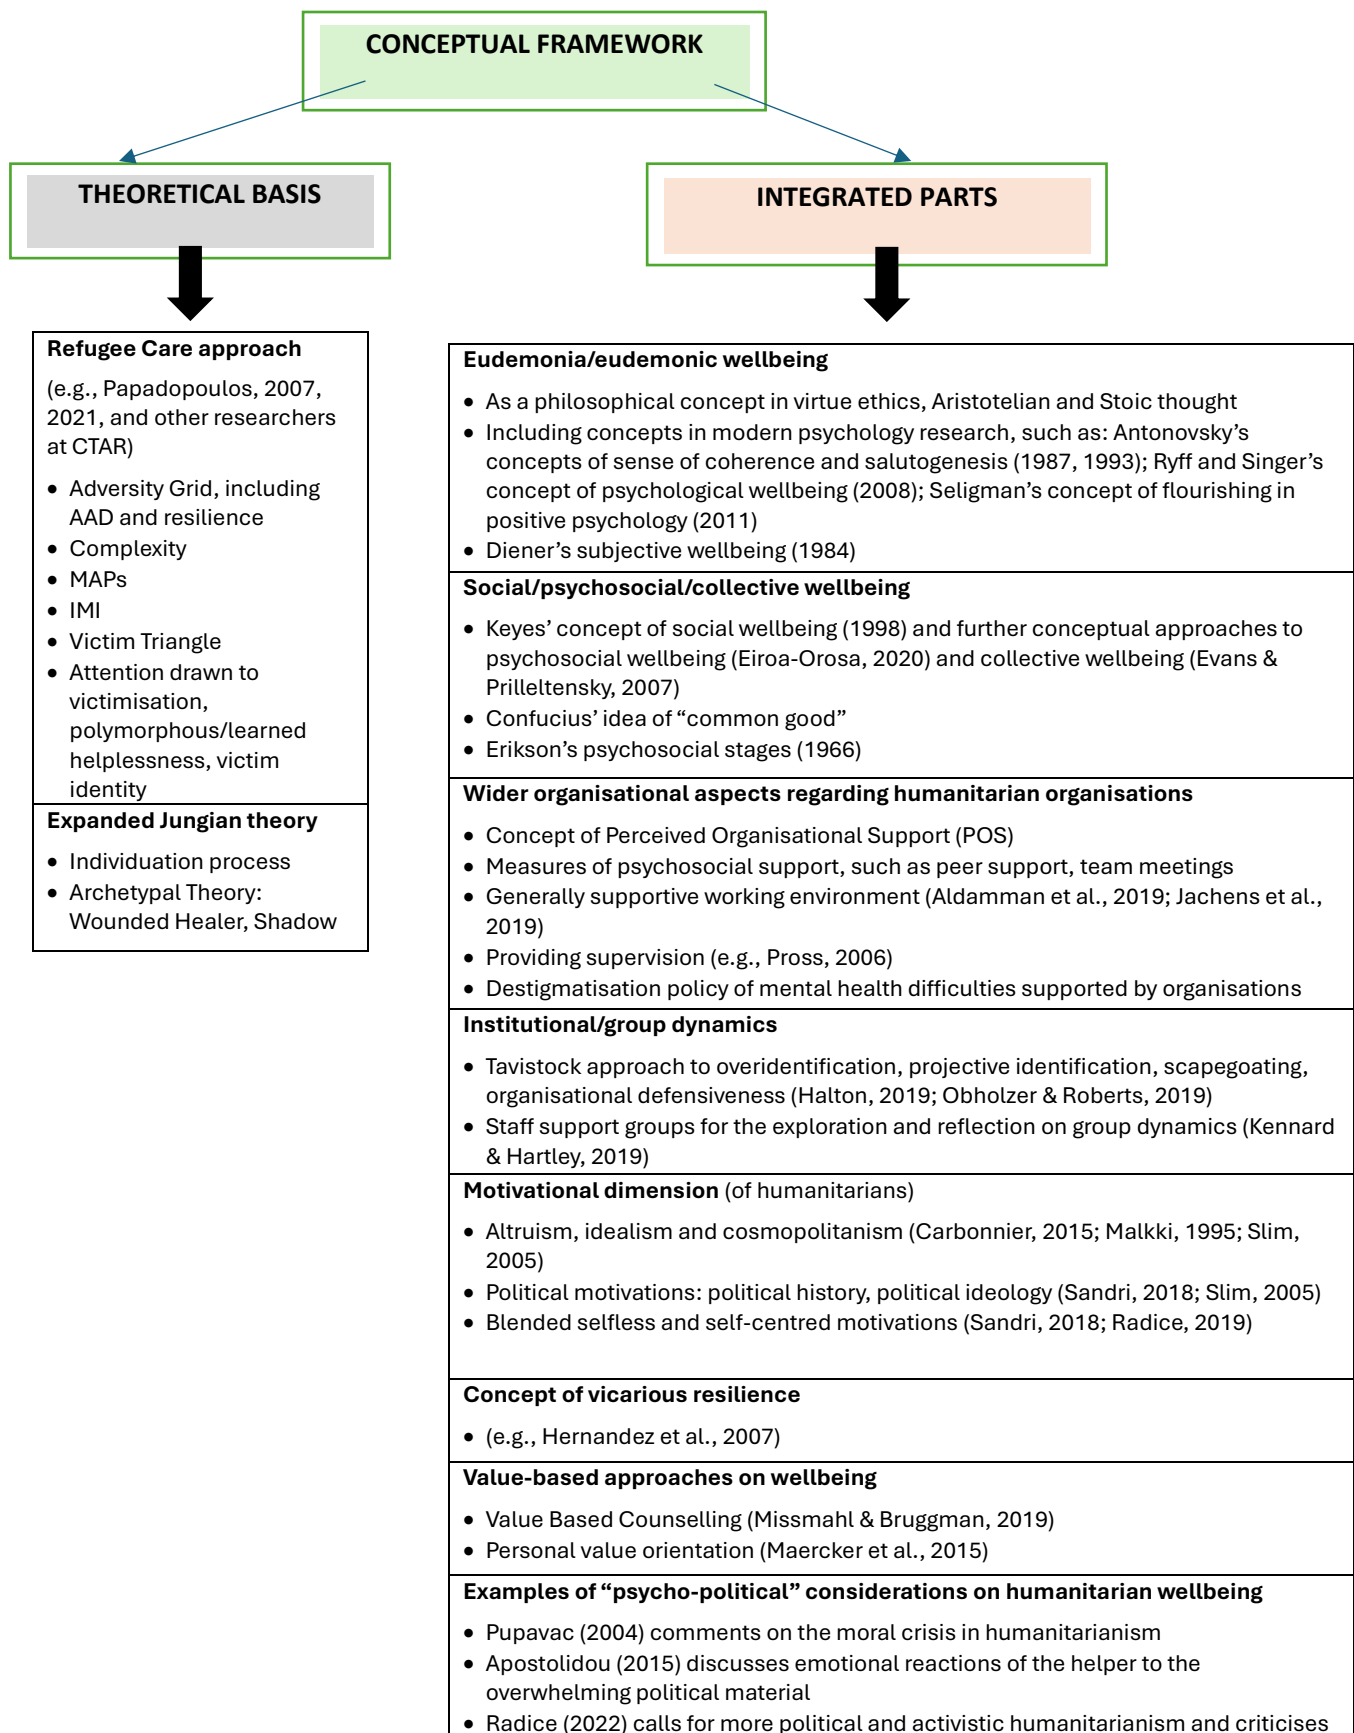 CONCEPTUAL FRAMEWORK
THEORETICAL BASIS
INTEGRATED PARTS
Refugee Care approach
(e.g., Papadopoulos, 2007,
2021, and other researchers
at CTAR)
• Adversity Grid, including
AAD and resilience
• Complexity
• MAPs
• IMI
• Victim Triangle
• Attention drawn to
victimisation,
polymorphous/learned
helplessness, victim
identity
Expanded Jungian theory
• Individuation process
• Archetypal Theory:
Wounded Healer, Shadow
Eudemonia/eudemonic wellbeing
• As a philosophical concept in virtue ethics, Aristotelian and Stoic thought
• Including concepts in modern psychology research, such as: Antonovsky’s
concepts of sense of coherence and salutogenesis (1987, 1993); Ryff and Singer’s
concept of psychological wellbeing (2008); Seligman’s concept of flourishing in
positive psychology (2011)
• Diener’s subjective wellbeing (1984)
Social/psychosocial/collective wellbeing
• Keyes’ concept of social wellbeing (1998) and further conceptual approaches to
psychosocial wellbeing (Eiroa-Orosa, 2020) and collective wellbeing (Evans &
Prilleltensky, 2007)
• Confucius’ idea of “common good”
• Erikson’s psychosocial stages (1966)
Wider organisational aspects regarding humanitarian organisations
• Concept of Perceived Organisational Support (POS)
• Measures of psychosocial support, such as peer support, team meetings
• Generally supportive working environment (Aldamman et al., 2019; Jachens et al.,
2019)
• Providing supervision (e.g., Pross, 2006)
• Destigmatisation policy of mental health difficulties supported by organisations
Institutional/group dynamics
• Tavistock approach to overidentification, projective identification, scapegoating,
organisational defensiveness (Halton, 2019; Obholzer & Roberts, 2019)
• Staff support groups for the exploration and reflection on group dynamics (Kennard
& Hartley, 2019)
Motivational dimension (of humanitarians)
• Altruism, idealism and cosmopolitanism (Carbonnier, 2015; Malkki, 1995; Slim,
2005)
• Political motivations: political history, political ideology (Sandri, 2018; Slim, 2005)
• Blended selfless and self-centred motivations (Sandri, 2018; Radice, 2019)
Concept of vicarious resilience
• (e.g., Hernandez et al., 2007)
Value-based approaches on wellbeing
• Value Based Counselling (Missmahl & Bruggman, 2019)
• Personal value orientation (Maercker et al., 2015)
Examples of “psycho-political” considerations on humanitarian wellbeing
• Pupavac (2004) comments on the moral crisis in humanitarianism
• Apostolidou (2015) discusses emotional reactions of the helper to the
overwhelming political material
• Radice (2022) calls for more political and activistic humanitarianism and criticises